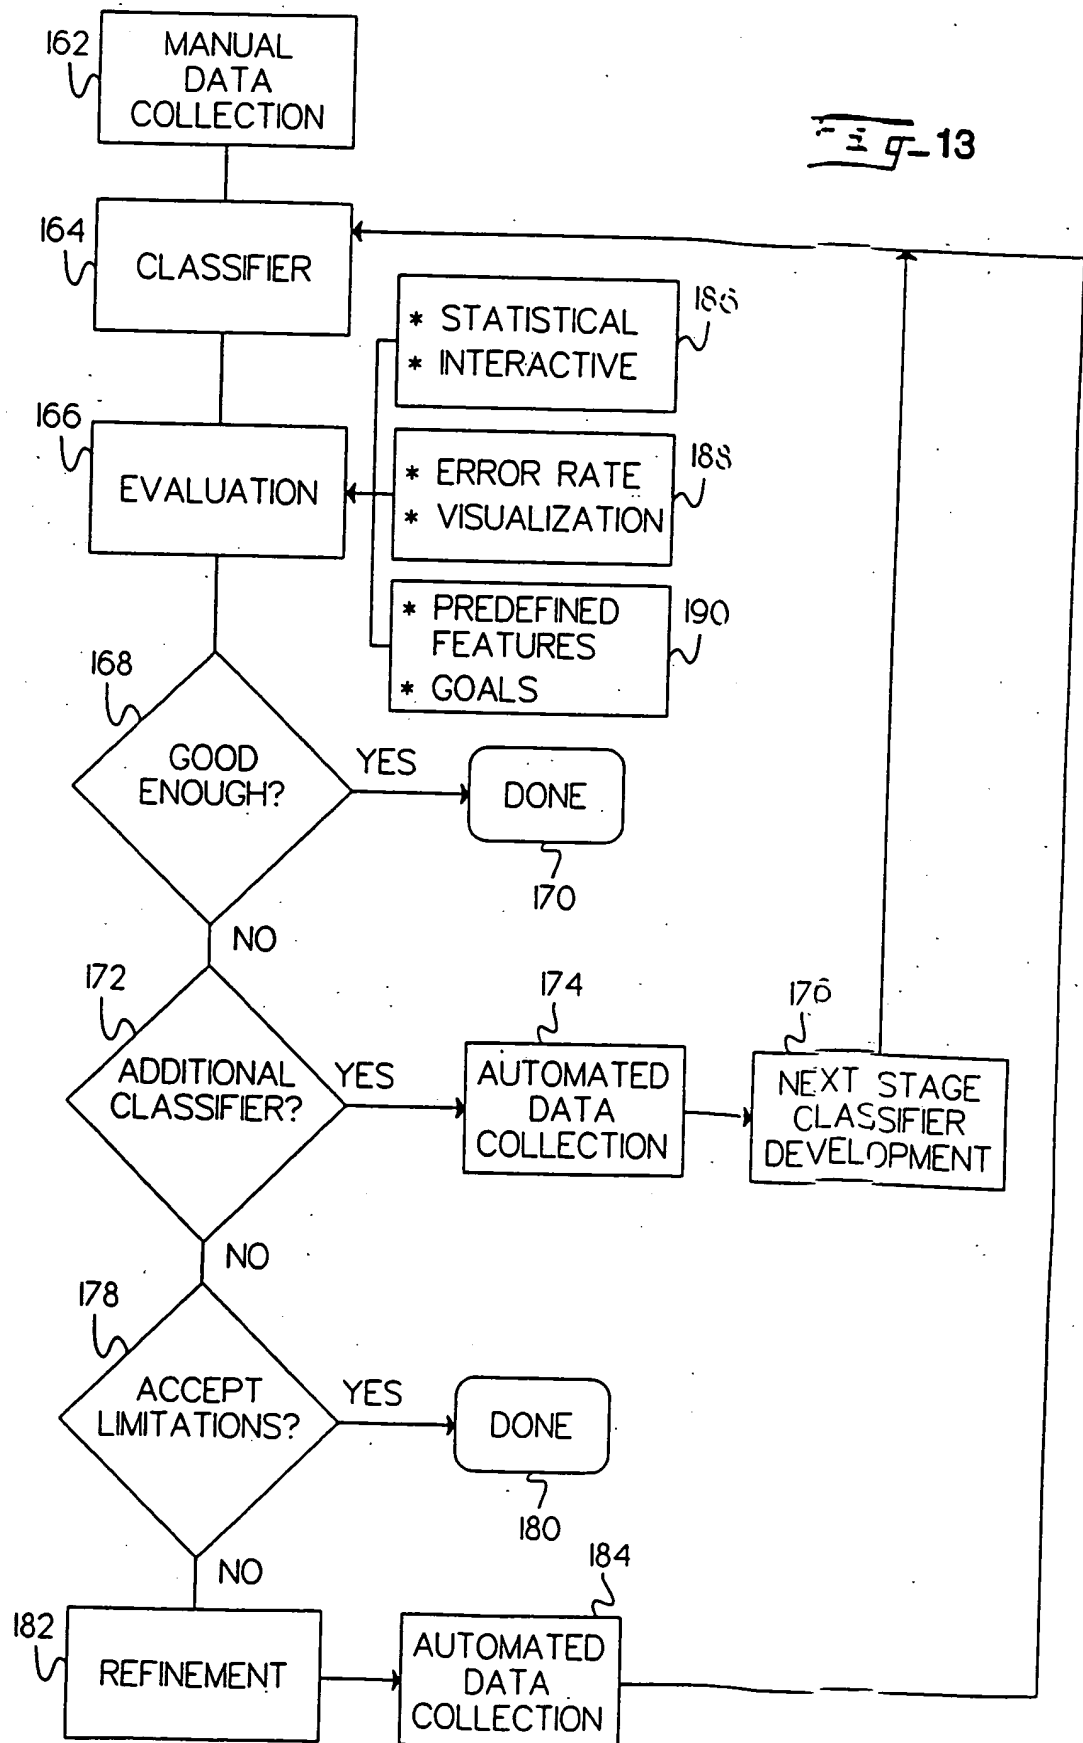 162
MANUAL
DATA
COLLECTION
Fig-13
164
CLASSIFIER
186
* STATISTICAL
* INTERACTIVE
166
EVALUATION
188
* ERROR RATE
* VISUALIZATION
190
* PREDEFINED
FEATURES
* GOALS
168
GOOD
ENOUGH?
YES
DONE
170
NO
172
ADDITIONAL
CLASSIFIER?
YES
174
AUTOMATED
DATA
COLLECTION
176
NEXT STAGE
CLASSIFIER
DEVELOPMENT
NO
178
ACCEPT
LIMITATIONS?
YES
DONE
180
NO
182
REFINEMENT
184
AUTOMATED
DATA
COLLECTION